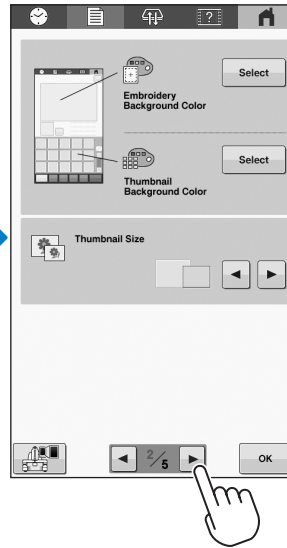 ?
Select
Embroidery
Background Color
Select
Thumbnail
Background Color
Thumbnail Size
2/5
OK